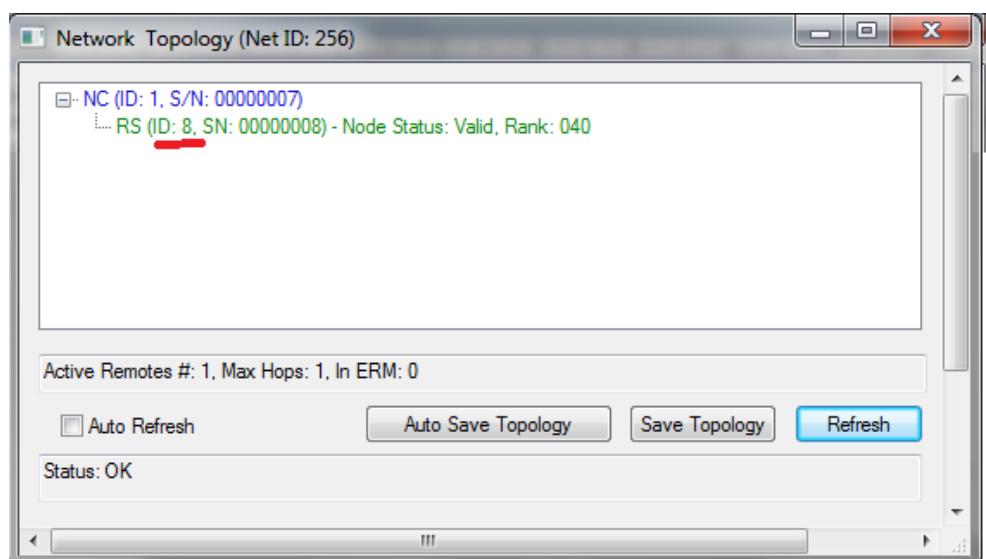 Network Topology (Net ID: 256)
NC (ID: 1, S/N: 00000007)
RS (ID: 8, SN: 00000008) - Node Status: Valid, Rank: 040
Active Remotes #: 1, Max Hops: 1, In ERM: 0
Auto Refresh Auto Save Topology Save Topology Refresh
Status: OK